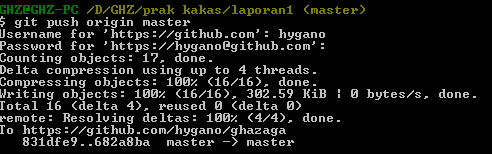 GHZ@GHZ-PC /D/GHZ/prak kakas/laporan1 (master)
$ git push origin master
Username for 'https://github.com': hygano
Password for 'https://hygano@github.com':
Counting objects: 17, done.
Delta compression using up to 4 threads.
Compressing objects: 100% (16/16), done.
Writing objects: 100% (16/16), 302.59 KiB ¦ 0 bytes/s, done.
Total 16 (delta 4), reused 0 (delta 0)
remote: Resolving deltas: 100% (4/4), done.
To https://github.com/hygano/ghazaga
   831dfe9..682a8ba  master -> master